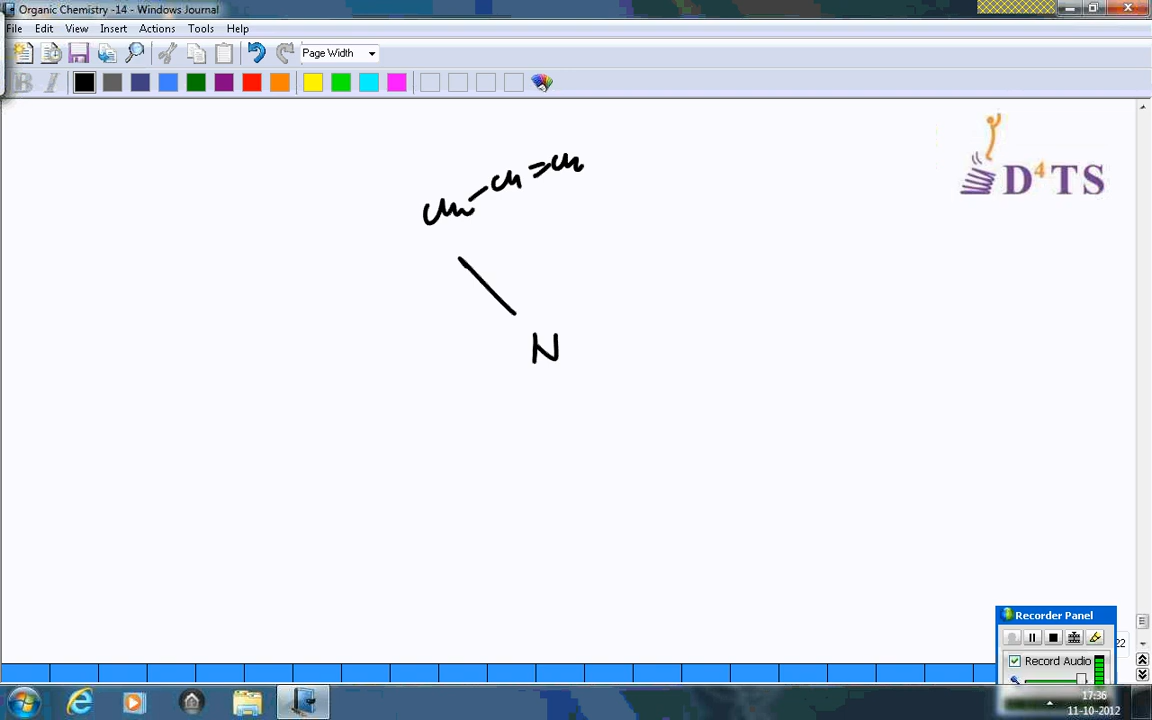 Organic Chemistry -14 - Windows Journal
File Edit View Insert Actions Tools Help
Page Width
B I
D4TS
CH = CH
N
Recorder Panel
22
Record Audio
17:36
11-10-2012